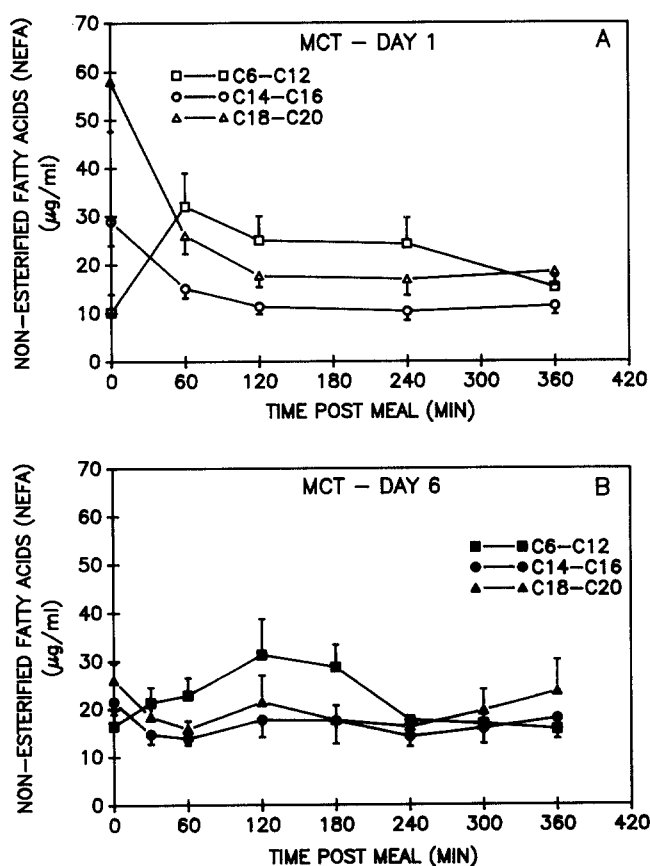 MCT – DAY 1
A
C6–C12
C14–C16
C18–C20
NON-ESTERIFIED FATTY ACIDS (NEFA)
(µg/ml)
70
60
50
40
30
20
10
0
0 60 120 180 240 300 360 420
TIME POST MEAL (MIN)
MCT – DAY 6
B
C6–C12
C14–C16
C18–C20
NON-ESTERIFIED FATTY ACIDS (NEFA)
(µg/ml)
70
60
50
40
30
20
10
0
0 60 120 180 240 300 360 420
TIME POST MEAL (MIN)